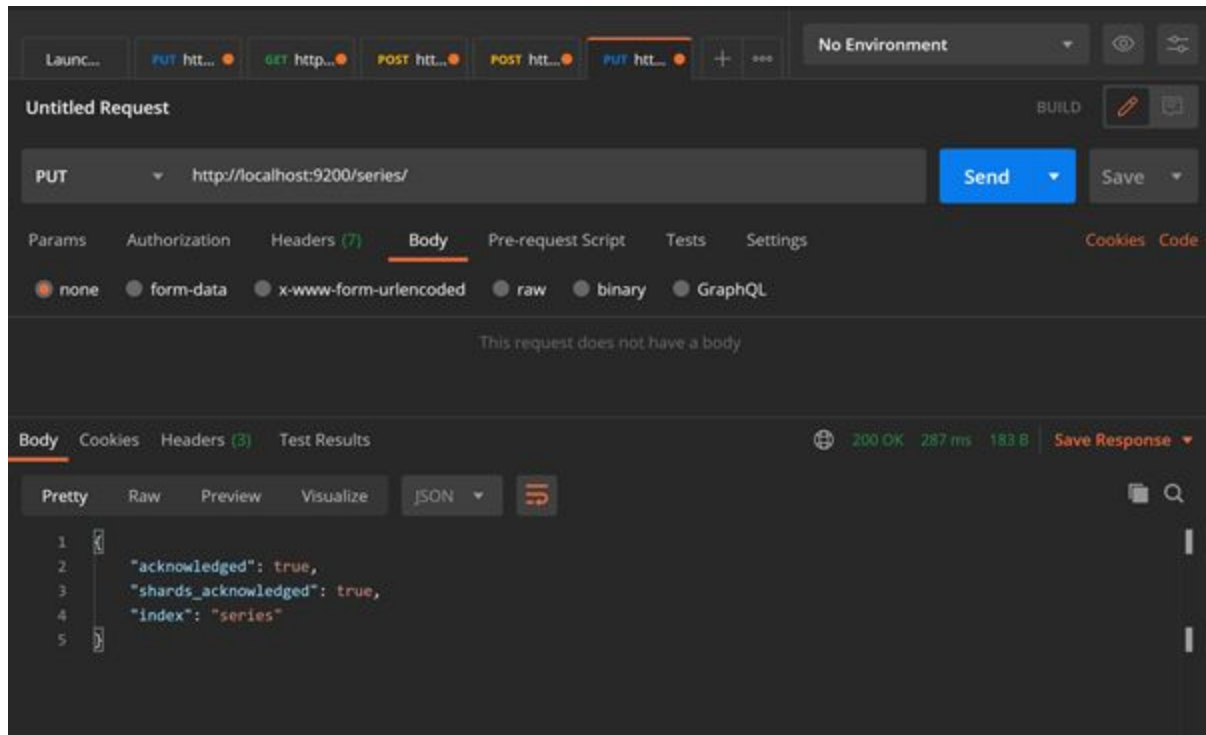 Launc... PUT htt... GET http... POST htt... POST htt... PUT htt... No Environment
Untitled Request BUILD
PUT http://localhost:9200/series/ Send Save
Params Authorization Headers (7) Body Pre-request Script Tests Settings Cookies Code
none form-data x-www-form-urlencoded raw binary GraphQL
This request does not have a body
Body Cookies Headers (3) Test Results 200 OK 287 ms 183 B Save Response
Pretty Raw Preview Visualize JSON
1 {
2 "acknowledged": true,
3 "shards_acknowledged": true,
4 "index": "series"
5 }